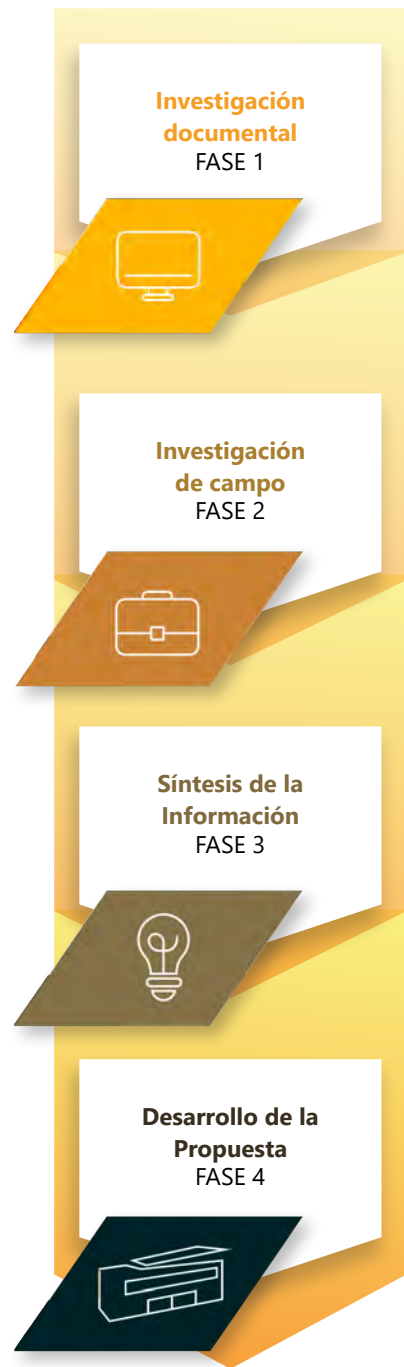 Investigación
documental
FASE 1
Investigación
de campo
FASE 2
Síntesis de la
Información
FASE 3
Desarrollo de la
Propuesta
FASE 4